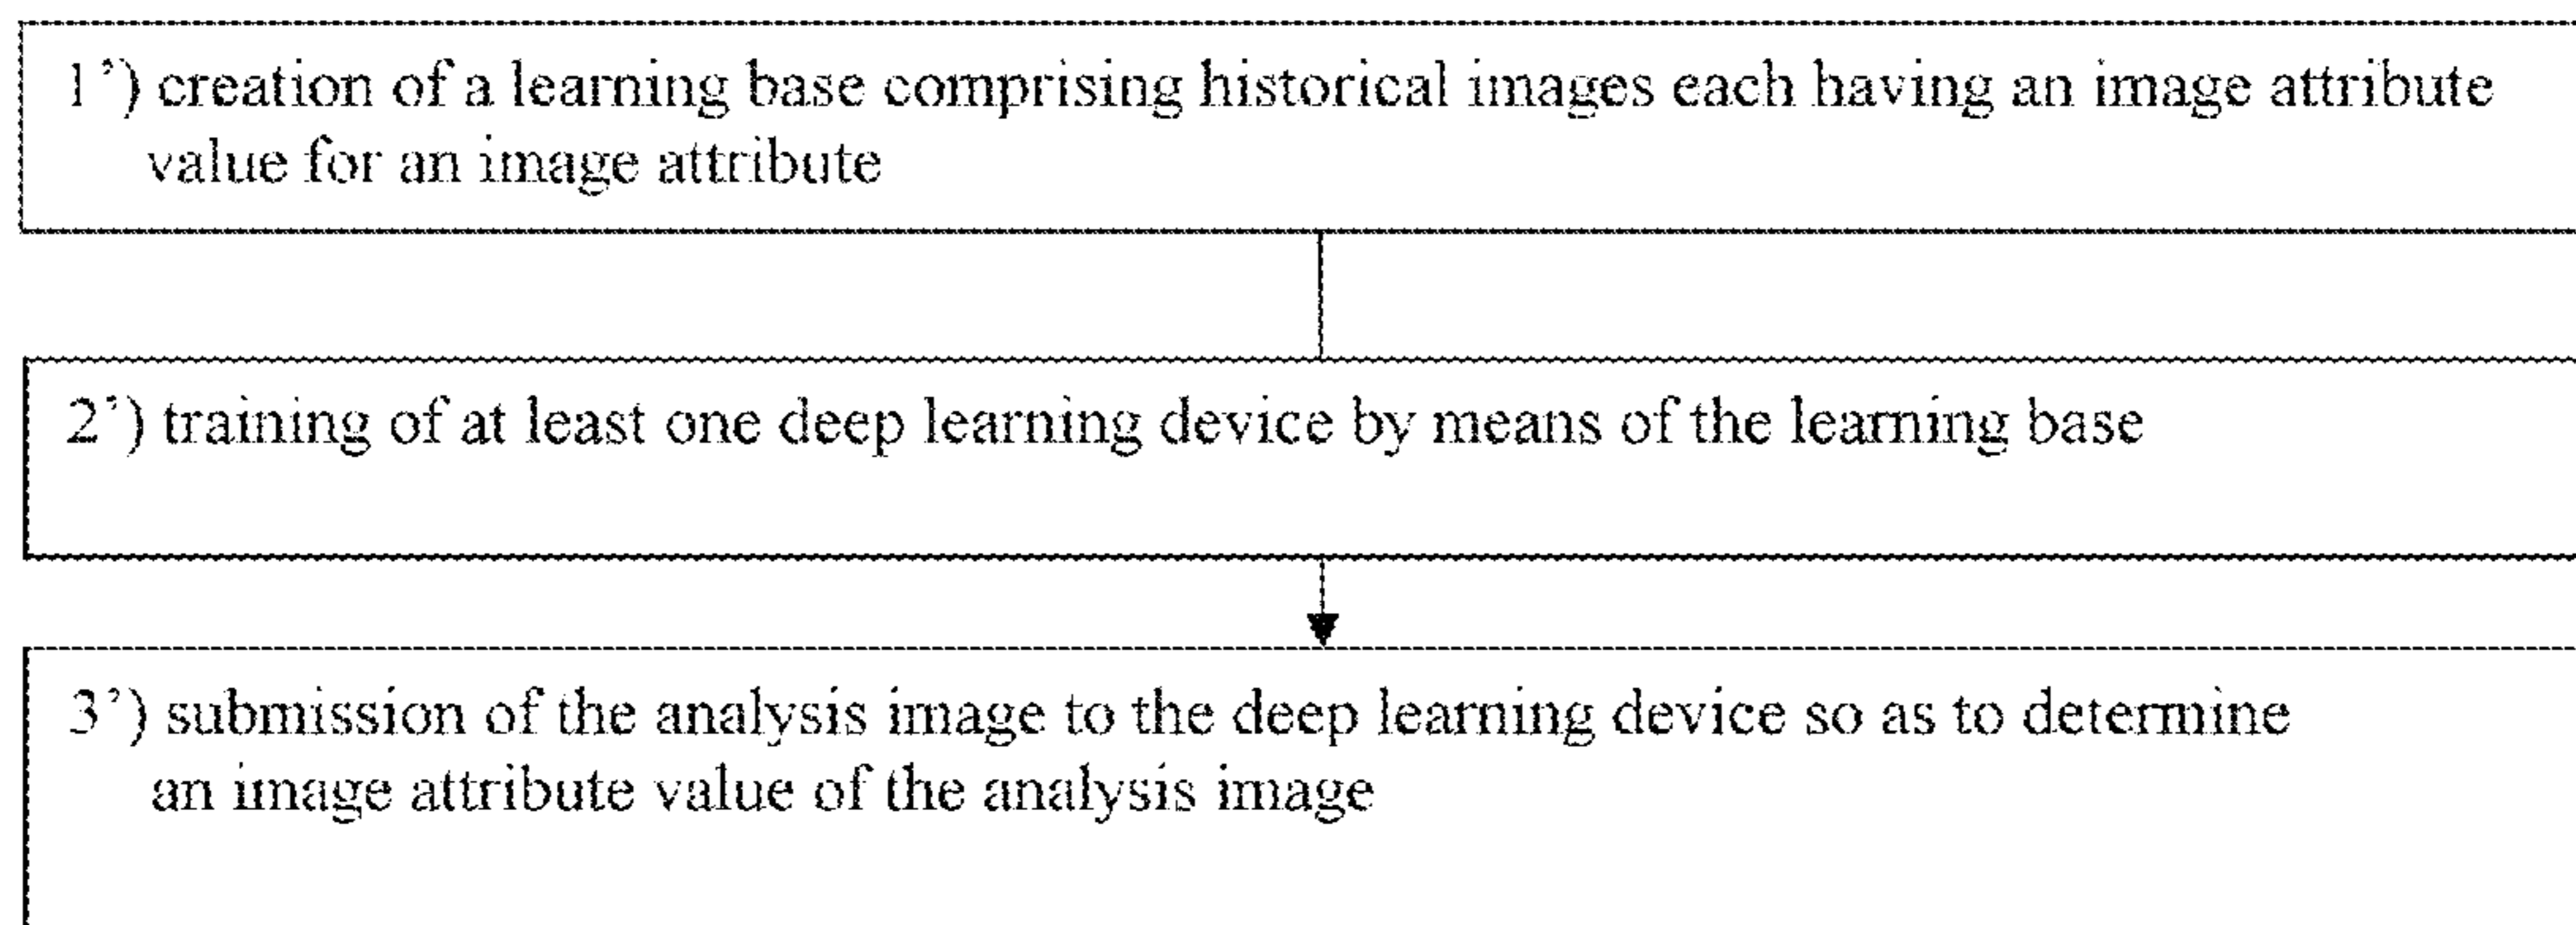 1’) creation of a learning base comprising historical images each having an image attribute
value for an image attribute
2’) training of at least one deep learning device by means of the learning base
3’) submission of the analysis image to the deep learning device so as to determine
an image attribute value of the analysis image